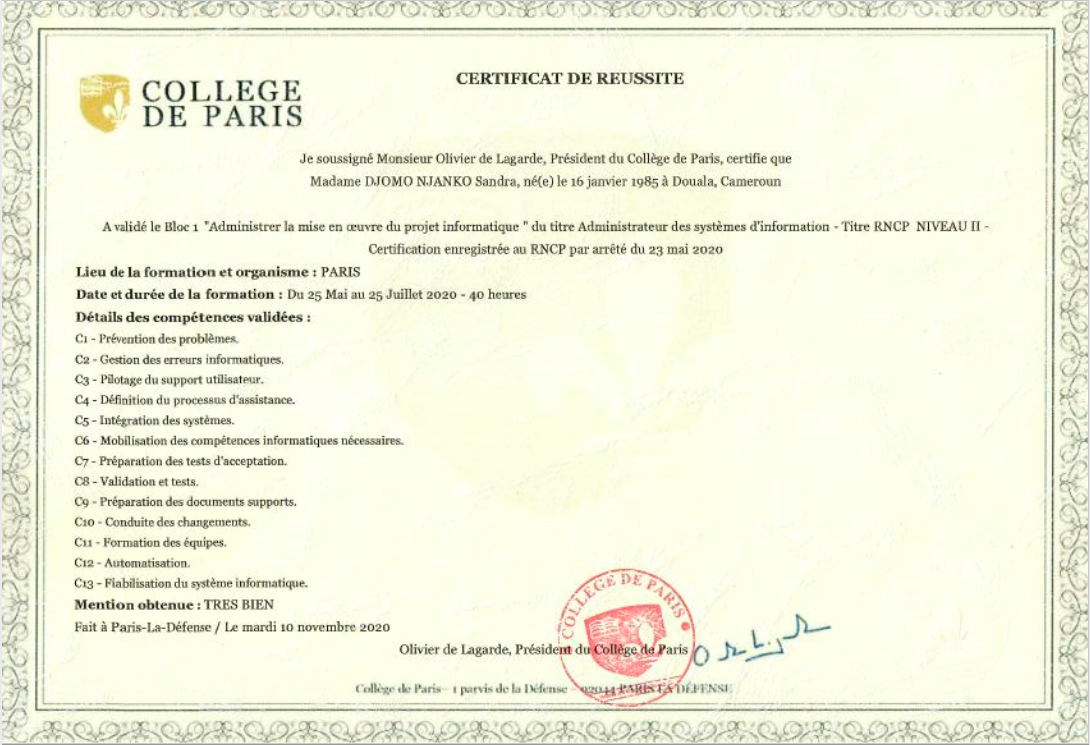 COLLEGE
DE PARIS
CERTIFICAT DE REUSSITE
Je soussigné Monsieur Olivier de Lagarde, Président du Collège de Paris, certifie que
Madame DJOMO NJANKO Sandra, né(e) le 16 janvier 1985 à Douala, Cameroun
A validé le Bloc 1 "Administrer la mise en œuvre du projet informatique " du titre Administrateur des systèmes d'information - Titre RNCP NIVEAU II -
Certification enregistrée au RNCP par arrêté du 23 mai 2020
Lieu de la formation et organisme : PARIS
Date et durée de la formation : Du 25 Mai au 25 Juillet 2020 - 40 heures
Détails des compétences validées :
C1 - Prévention des problèmes.
C2 - Gestion des erreurs informatiques.
C3 - Pilotage du support utilisateur.
C4 - Définition du processus d'assistance.
C5 - Intégration des systèmes.
C6 - Mobilisation des compétences informatiques nécessaires.
C7 - Préparation des tests d'acceptation.
C8 - Validation et tests.
C9 - Préparation des documents supports.
C10 - Conduite des changements.
C11 - Formation des équipes.
C12 - Automatisation.
C13 - Fiabilisation du système informatique.
Mention obtenue : TRES BIEN
Fait à Paris-La-Défense / Le mardi 10 novembre 2020
COLLEGE DE PARIS
Olivier de Lagarde, Président du Collège de Paris
Collège de Paris – 1 parvis de la Défense – 92044 PARIS LA DÉFENSE